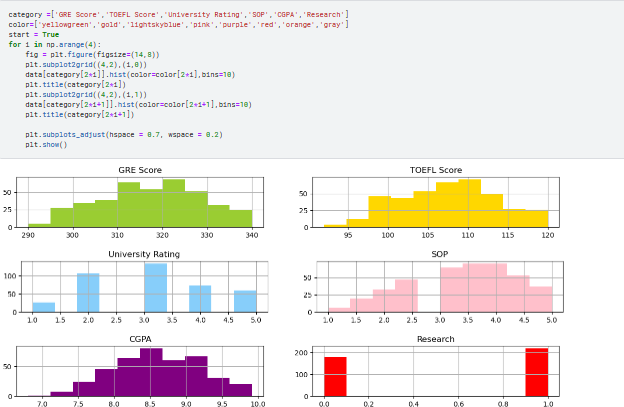 category =['GRE Score','TOEFL Score','University Rating','SOP','CGPA','Research']
color=['yellowgreen','gold','lightskyblue','pink','purple','red','orange','gray']
start = True
for i in np.arange(4):
    fig = plt.figure(figsize=(14,8))
    plt.subplot2grid((4,2),(i,0))
    data[category[2*i]].hist(color=color[2*i],bins=10)
    plt.title(category[2*i])
    plt.subplot2grid((4,2),(i,1))
    data[category[2*i+1]].hist(color=color[2*i+1],bins=10)
    plt.title(category[2*i+1])
    plt.subplots_adjust(hspace = 0.7, wspace = 0.2)
    plt.show()
GRE Score
50
25
0
290 300 310 320 330 340
TOEFL Score
50
25
0
95 100 105 110 115 120
University Rating
100
50
0
1.0 1.5 2.0 2.5 3.0 3.5 4.0 4.5 5.0
SOP
50
25
0
1.0 1.5 2.0 2.5 3.0 3.5 4.0 4.5 5.0
CGPA
50
0
7.0 7.5 8.0 8.5 9.0 9.5 10.0
Research
200
100
0
0.0 0.2 0.4 0.6 0.8 1.0